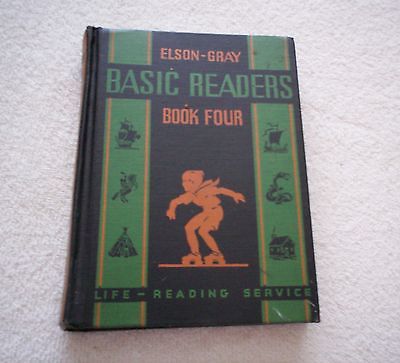 ELSON-GRAY
BASIC READERS
BOOK FOUR
LIFE - READING SERVICE